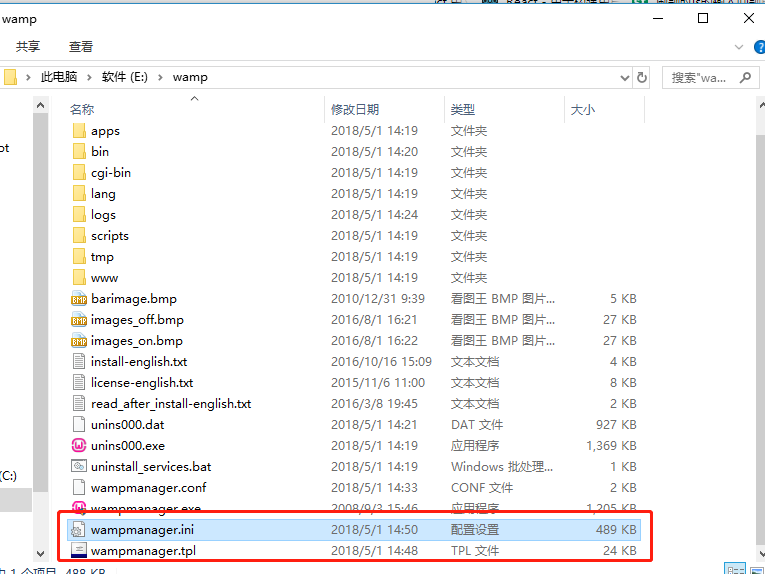 wamp
共享 查看
此电脑 > 软件 (E:) > wamp 搜索"wa...
名称 修改日期 类型 大小
apps 2018/5/1 14:19 文件夹
bin 2018/5/1 14:20 文件夹
cgi-bin 2018/5/1 14:19 文件夹
lang 2018/5/1 14:19 文件夹
logs 2018/5/1 14:24 文件夹
scripts 2018/5/1 14:19 文件夹
tmp 2018/5/1 14:19 文件夹
www 2018/5/1 14:19 文件夹
barimage.bmp 2010/12/31 9:39 看图王 BMP 图片... 5 KB
images_off.bmp 2016/8/1 16:21 看图王 BMP 图片... 27 KB
images_on.bmp 2016/8/1 16:22 看图王 BMP 图片... 27 KB
install-english.txt 2016/10/16 15:09 文本文档 4 KB
license-english.txt 2015/11/6 11:00 文本文档 8 KB
read_after_install-english.txt 2016/3/8 19:45 文本文档 2 KB
unins000.dat 2018/5/1 14:21 DAT 文件 927 KB
unins000.exe 2018/5/1 14:19 应用程序 1,369 KB
uninstall_services.bat 2018/5/1 14:19 Windows 批处理... 1 KB
(C:)
wampmanager.conf 2018/5/1 14:33 CONF 文件 2 KB
wampmanager.exe 2008/9/3 15:46 应用程序 1,205 KB
wampmanager.ini 2018/5/1 14:50 配置设置 489 KB
wampmanager.tpl 2018/5/1 14:48 TPL 文件 24 KB
中 1 个项目 488 KB